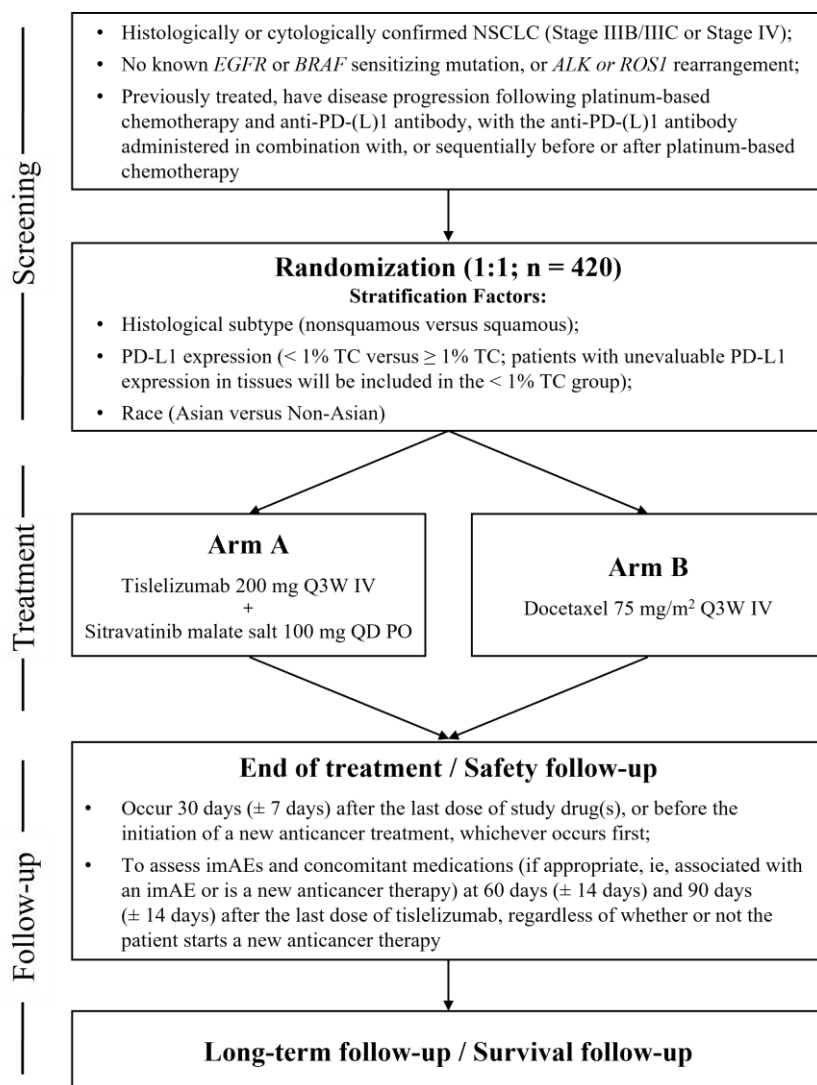 Screening
• Histologically or cytologically confirmed NSCLC (Stage IIIB/IIIC or Stage IV);
• No known EGFR or BRAF sensitizing mutation, or ALK or ROS1 rearrangement;
• Previously treated, have disease progression following platinum-based
chemotherapy and anti-PD-(L)1 antibody, with the anti-PD-(L)1 antibody
administered in combination with, or sequentially before or after platinum-based
chemotherapy
Randomization (1:1; n = 420)
Stratification Factors:
• Histological subtype (nonsquamous versus squamous);
• PD-L1 expression (< 1% TC versus ≥ 1% TC; patients with unevaluable PD-L1
expression in tissues will be included in the < 1% TC group);
• Race (Asian versus Non-Asian)
Treatment
Arm A
Tislelizumab 200 mg Q3W IV
+
Sitravatinib malate salt 100 mg QD PO
Arm B
Docetaxel 75 mg/m² Q3W IV
Follow-up
End of treatment / Safety follow-up
• Occur 30 days (± 7 days) after the last dose of study drug(s), or before the
initiation of a new anticancer treatment, whichever occurs first;
• To assess imAEs and concomitant medications (if appropriate, ie, associated with
an imAE or is a new anticancer therapy) at 60 days (± 14 days) and 90 days
(± 14 days) after the last dose of tislelizumab, regardless of whether or not the
patient starts a new anticancer therapy
Long-term follow-up / Survival follow-up